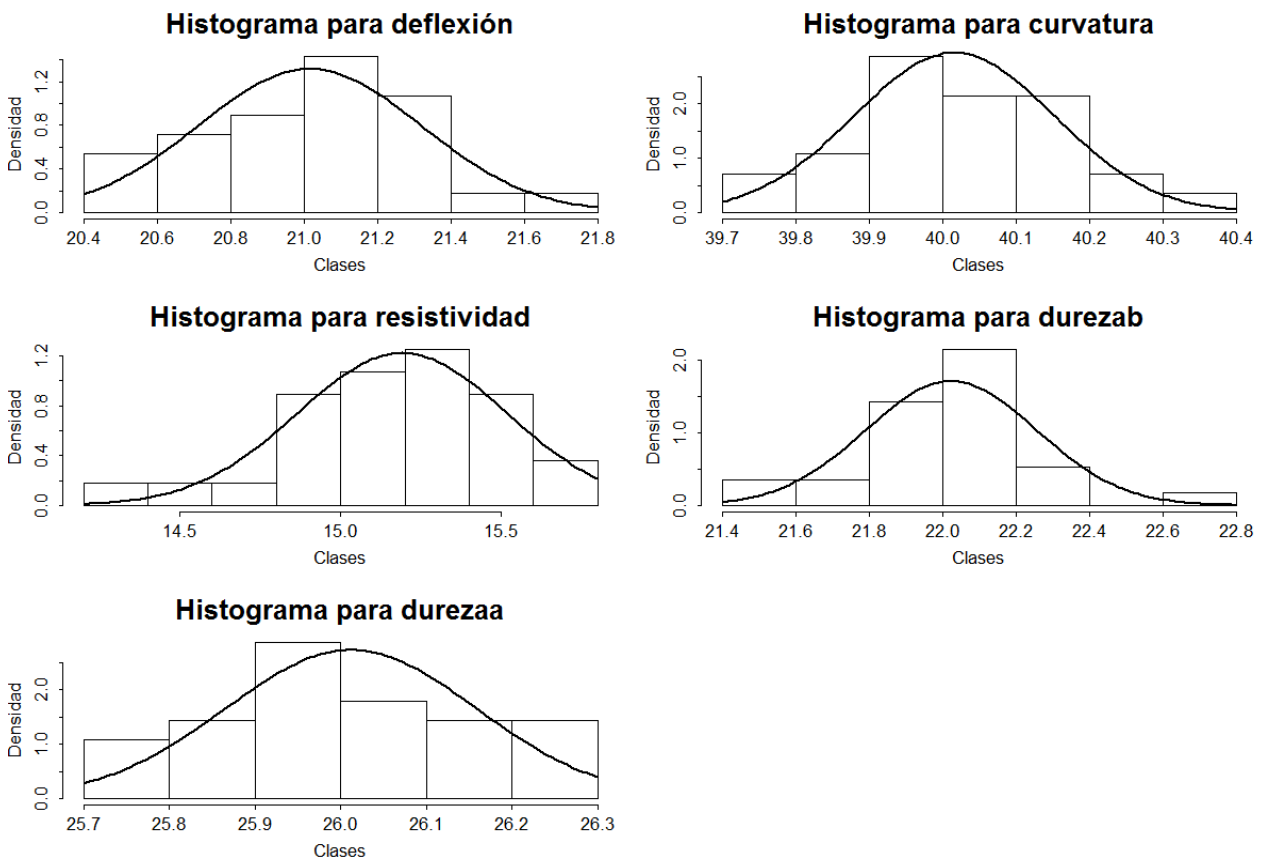 Histograma para deflexión
Densidad
0.0 0.4 0.8 1.2
20.4 20.6 20.8 21.0 21.2 21.4 21.6 21.8
Clases
Histograma para curvatura
Densidad
0.0 1.0 2.0
39.7 39.8 39.9 40.0 40.1 40.2 40.3 40.4
Clases
Histograma para resistividad
Densidad
0.0 0.4 0.8 1.2
14.5 15.0 15.5
Clases
Histograma para durezab
Densidad
0.0 1.0 2.0
21.4 21.6 21.8 22.0 22.2 22.4 22.6 22.8
Clases
Histograma para durezaa
Densidad
0.0 1.0 2.0
25.7 25.8 25.9 26.0 26.1 26.2 26.3
Clases